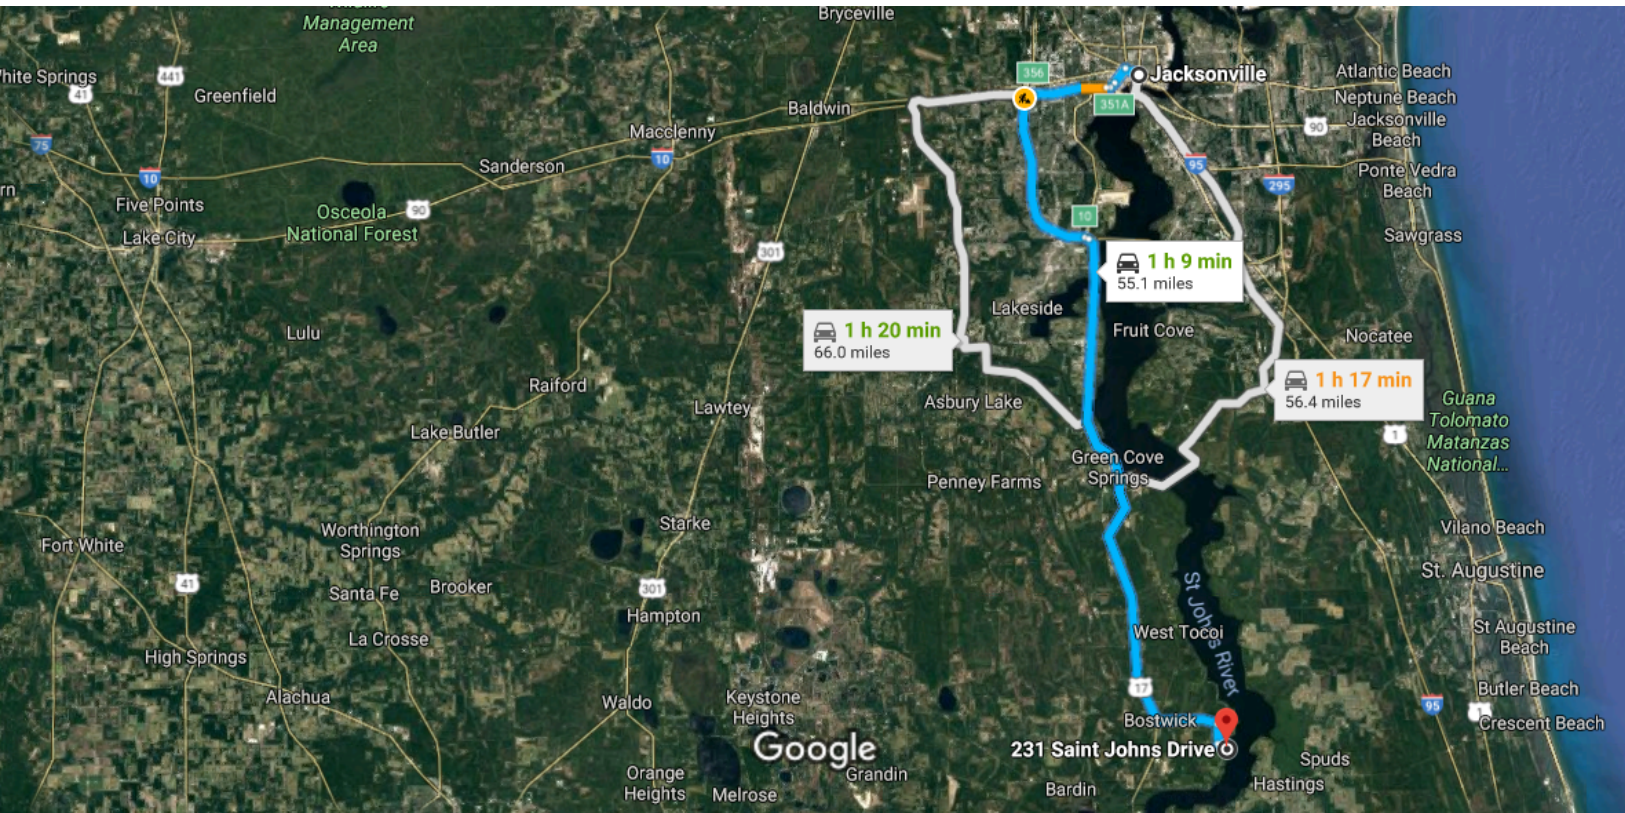 Management
Area
Bryceville
White Springs
41
441
Greenfield
356
Jacksonville
351A
Atlantic Beach
Neptune Beach
Jacksonville
Beach
90
Baldwin
Macclenny
10
75
Sanderson
95
295
Ponte Vedra
Beach
10
Five Points
Lake City
Osceola
National Forest
90
10
Sawgrass
301
1 h 9 min
55.1 miles
Lakeside
Fruit Cove
Nocatee
Lulu
1 h 20 min
66.0 miles
Raiford
Lawtey
Asbury Lake
1 h 17 min
56.4 miles
Guana
Tolomato
Matanzas
National...
1
Lake Butler
Green Cove
Springs
Penney Farms
Worthington
Springs
Starke
Vilano Beach
Fort White
St. Augustine
41
Santa Fe
Brooker
301
Hampton
St Johns River
West Tocoi
St Augustine
Beach
La Crosse
High Springs
Alachua
Waldo
Keystone
Heights
17
Butler Beach
95
1
Crescent Beach
Bostwick
Google
231 Saint Johns Drive
Spuds
Orange
Heights
Melrose
Grandin
Bardin
Hastings